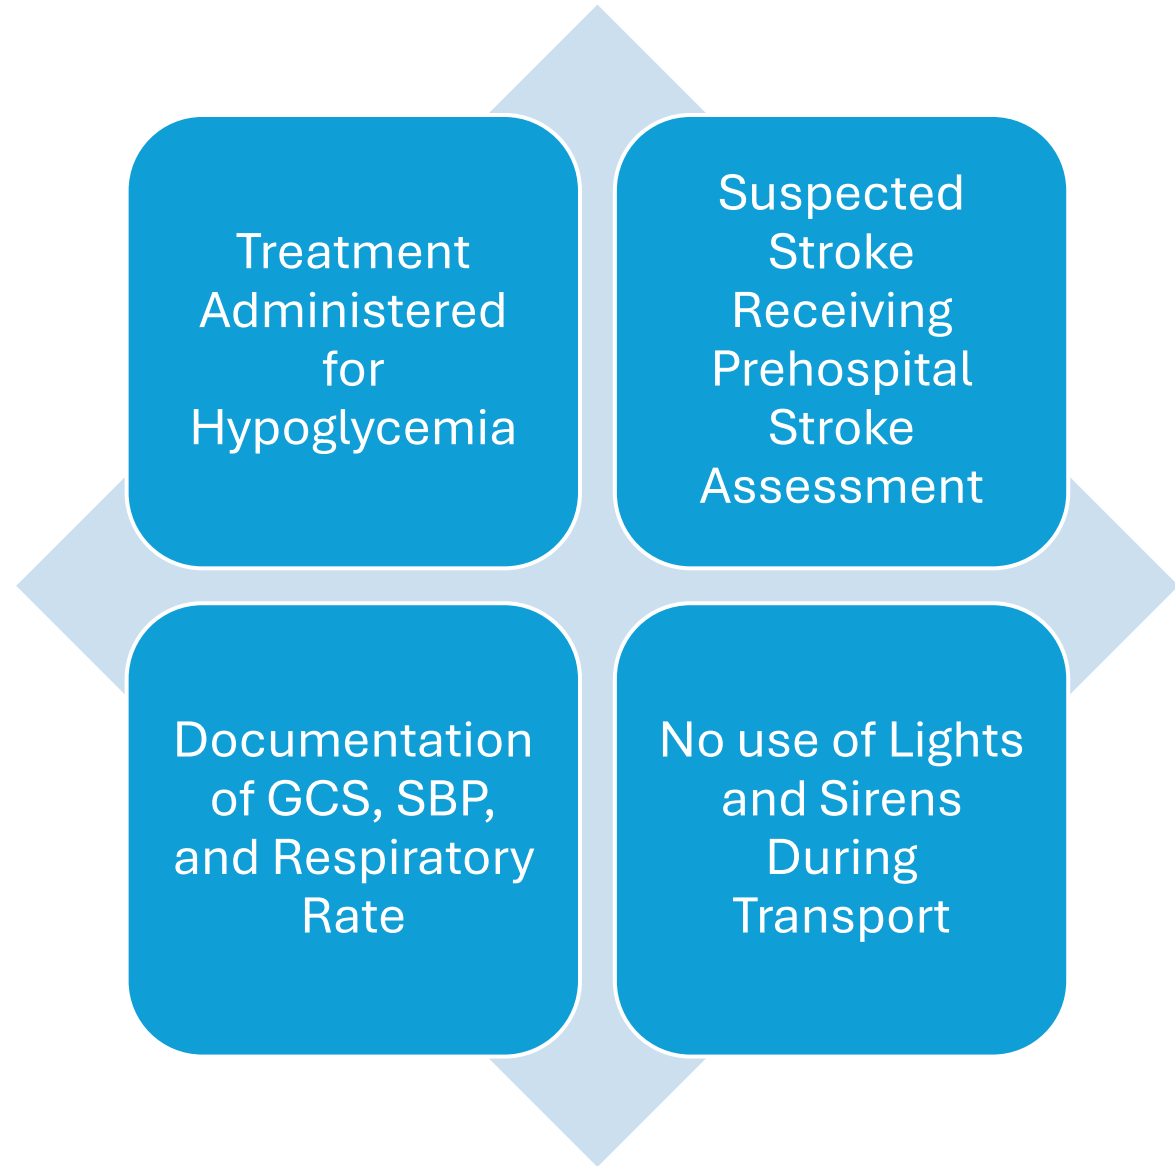 Treatment
Administered
for
Hypoglycemia
Suspected
Stroke
Receiving
Prehospital
Stroke
Assessment
Documentation
of GCS, SBP,
and Respiratory
Rate
No use of Lights
and Sirens
During
Transport